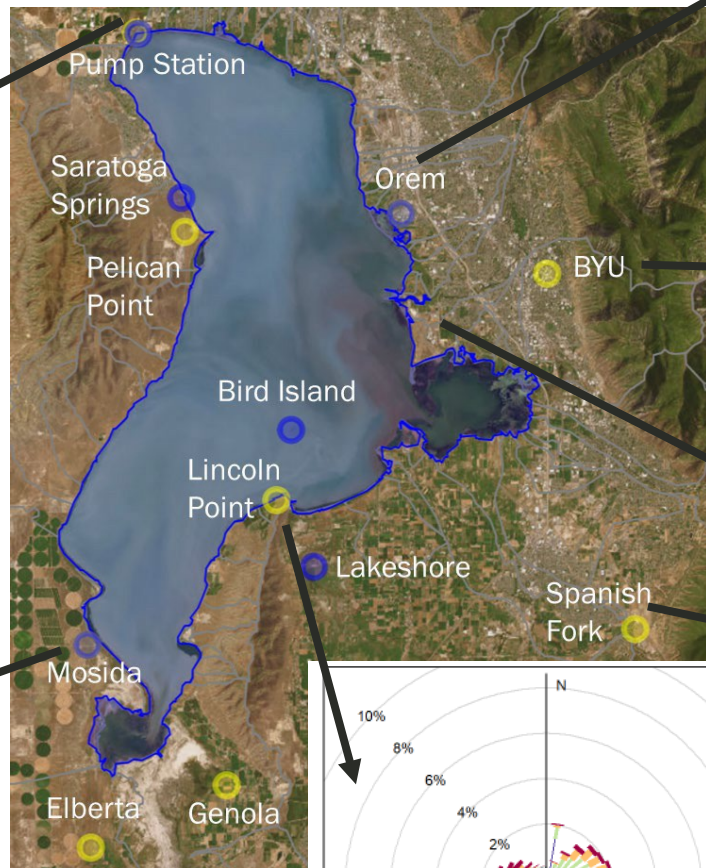 Pump Station
Saratoga
Springs
Orem
Pelican
Point
BYU
Bird Island
Lincoln
Point
Lakeshore
Spanish
Fork
Mosida
Elberta
Genola
N
10%
8%
6%
4%
2%